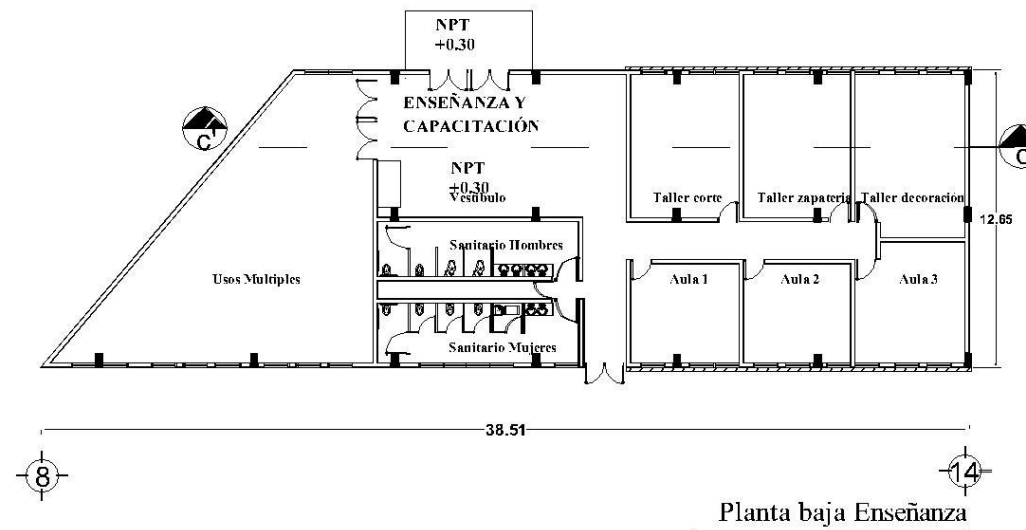 NPT
+0.30
ENSEÑANZA Y
CAPACITACIÓN
C'
C
NPT
+0.30
Vestíbulo
Taller corte
Taller zapateria
Taller decoración
12.65
Sanitario Hombres
Usos Multiples
Aula 1
Aula 2
Aula 3
Sanitario Mujeres
38.51
8
14
Planta baja Enseñanza